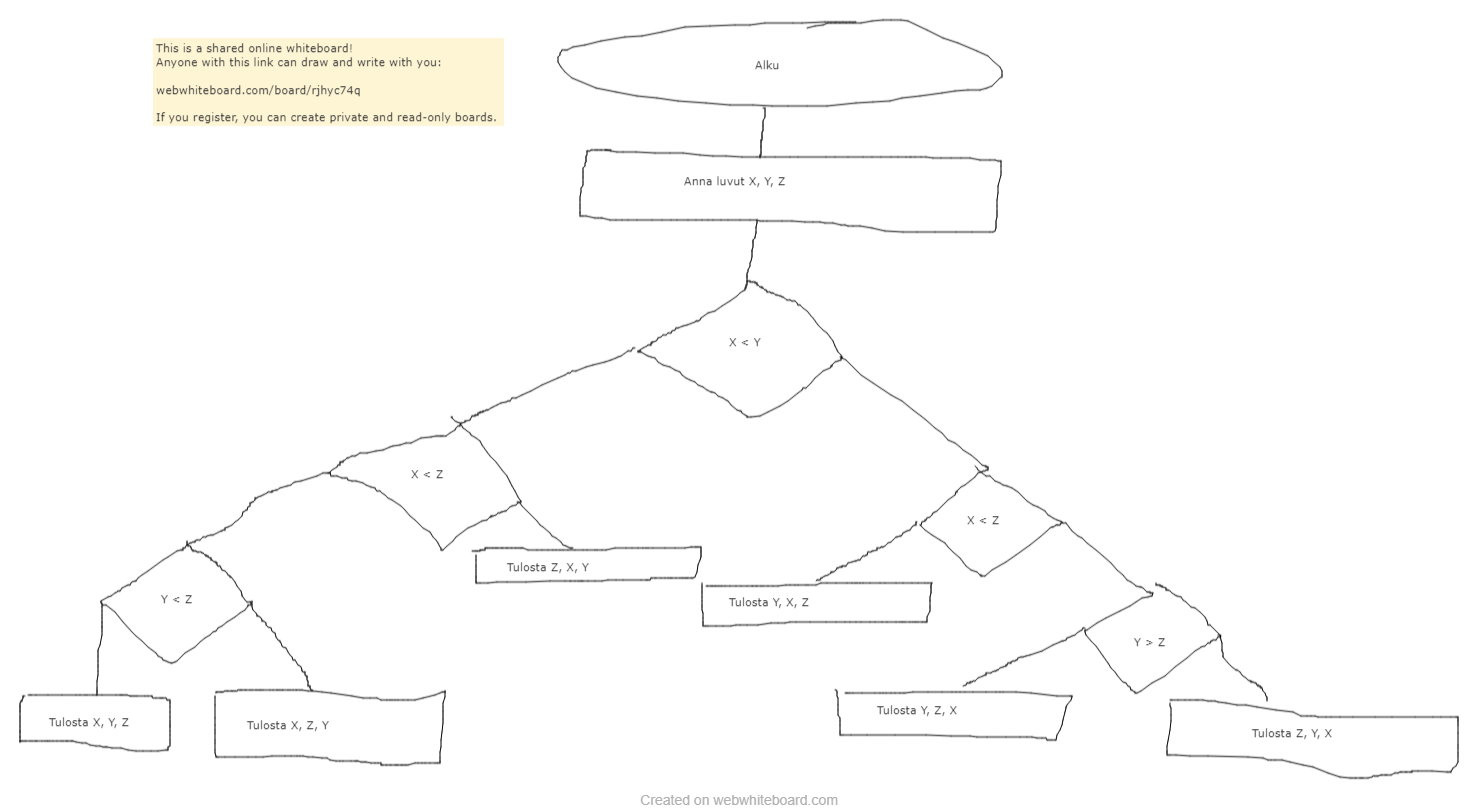 This is a shared online whiteboard!
Anyone with this link can draw and write with you:
webwhiteboard.com/board/rjhyc74q
If you register, you can create private and read-only boards.
Alku
Anna luvut X, Y, Z
X < Y
X < Z
X < Z
Y < Z
Tulosta Z, X, Y
Tulosta Y, X, Z
Y > Z
Tulosta X, Y, Z
Tulosta X, Z, Y
Tulosta Y, Z, X
Tulosta Z, Y, X
Created on webwhiteboard.com